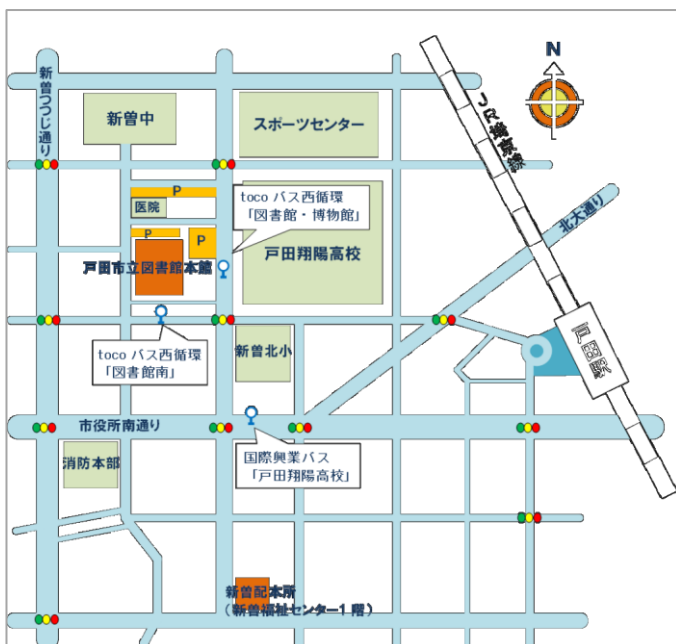 N
新曽つつじ通り
JR埼京線
新曽中
スポーツセンター
P
tocoバス西循環
「図書館・博物館」
医院
北大通り
P
P
戸田翔陽高校
戸田市立図書館本館
戸田駅
tocoバス西循環
「図書館南」
新曽北小
市役所南通り
国際興業バス
「戸田翔陽高校」
消防本部
新曽配本所
(新曽福祉センター1階)